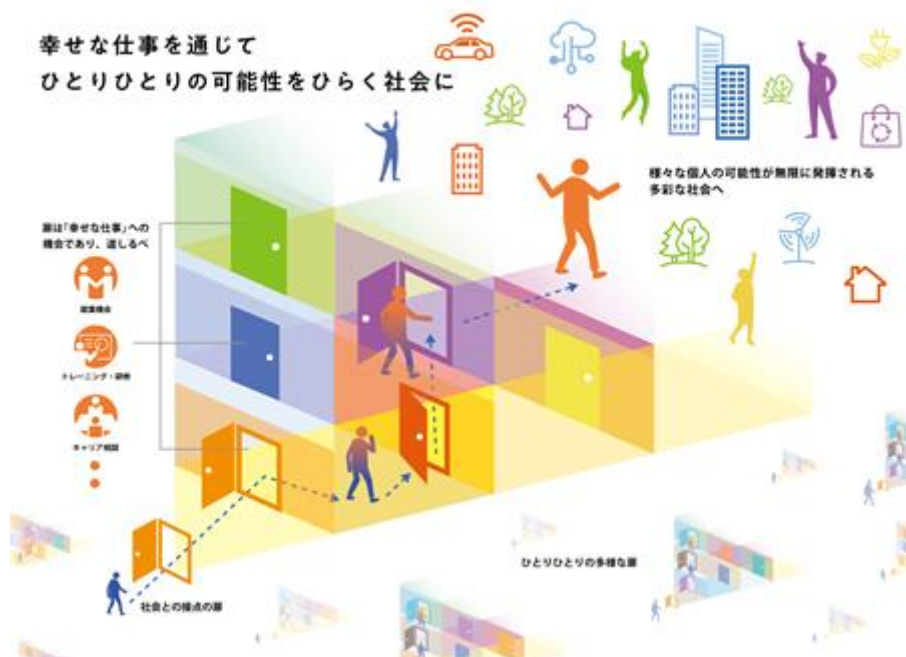 幸せな仕事を通じて
ひとりひとりの可能性をひらく社会に
様々な個人の可能性が無限に発揮される
多彩な社会へ
扉は「幸せな仕事」への
機会であり、道しるべ
就業機会
トレーニング・研修
キャリア相談
ひとりひとりの多様な扉
社会との接点の扉